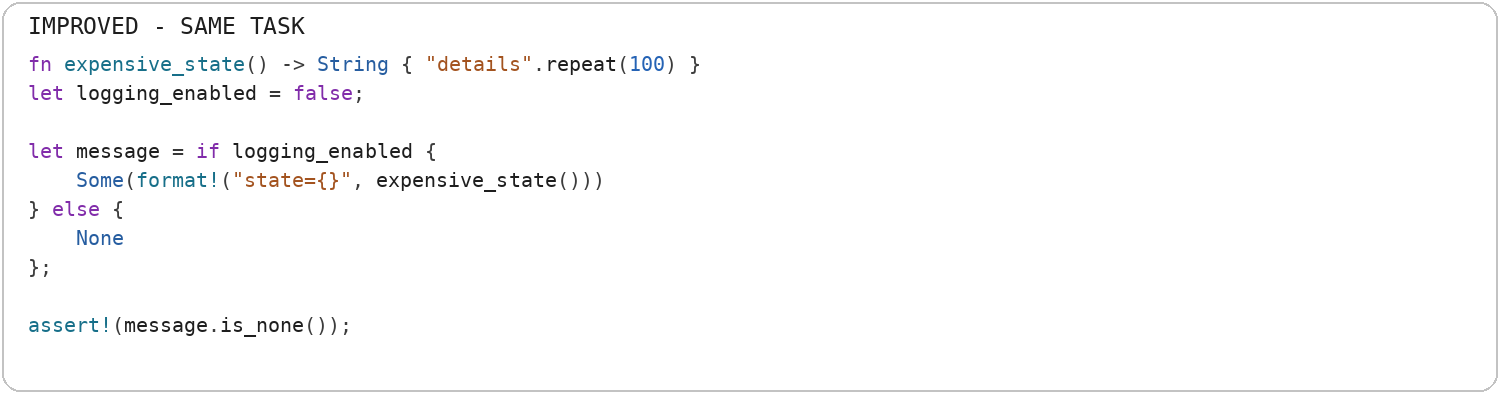 IMPROVED - SAME TASK
fn expensive_state() -> String { "details".repeat(100) }
let logging_enabled = false;
let message = if logging_enabled {
    Some(format!("state={}", expensive_state()))
} else {
    None
};
assert!(message.is_none());